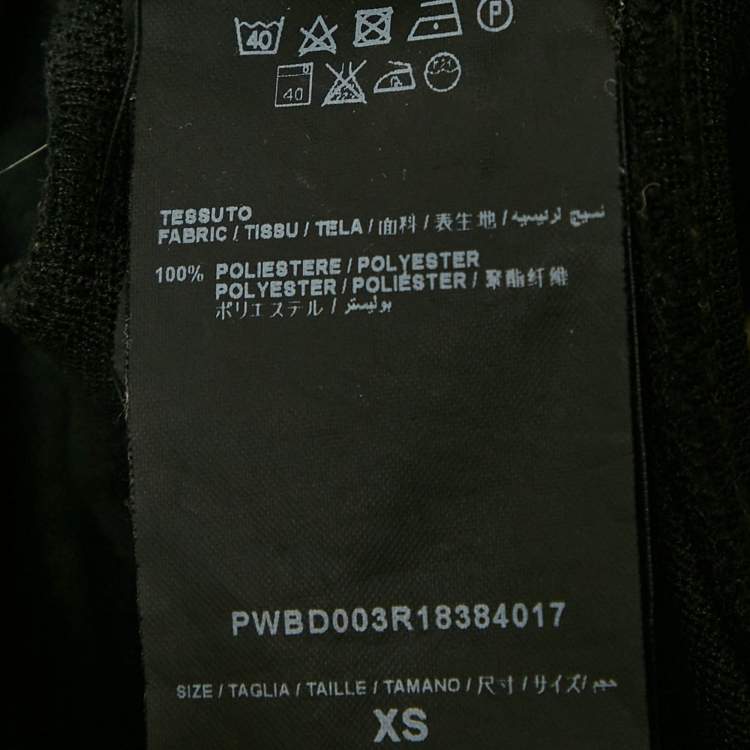 40
P
40
TESSUTO
FABRIC / TISSU / TELA / 面料 / 表生地 / نسيج لرئيسيه
100% POLIESTERE / POLYESTER
POLYESTER / POLIÉSTER / 聚酯纤维
ポリエステル / بوليستر
PWBD003R18384017
SIZE / TAGLIA / TAILLE / TAMANO / 尺寸 / サイズ / حجم
XS